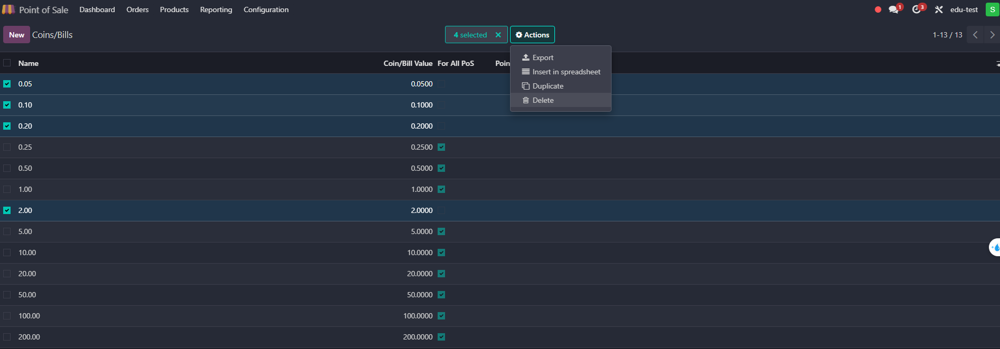 Point of Sale Dashboard Orders Products Reporting Configuration 1 3 edu-test S
New Coins/Bills 4 selected Actions 1-13 / 13
Export
Name Coin/Bill Value For All PoS Poin
Insert in spreadsheet
0.05 0.0500
Duplicate
Delete
0.10 0.1000
0.20 0.2000
0.25 0.2500
0.50 0.5000
1.00 1.0000
2.00 2.0000
5.00 5.0000
10.00 10.0000
20.00 20.0000
50.00 50.0000
100.00 100.0000
200.00 200.0000